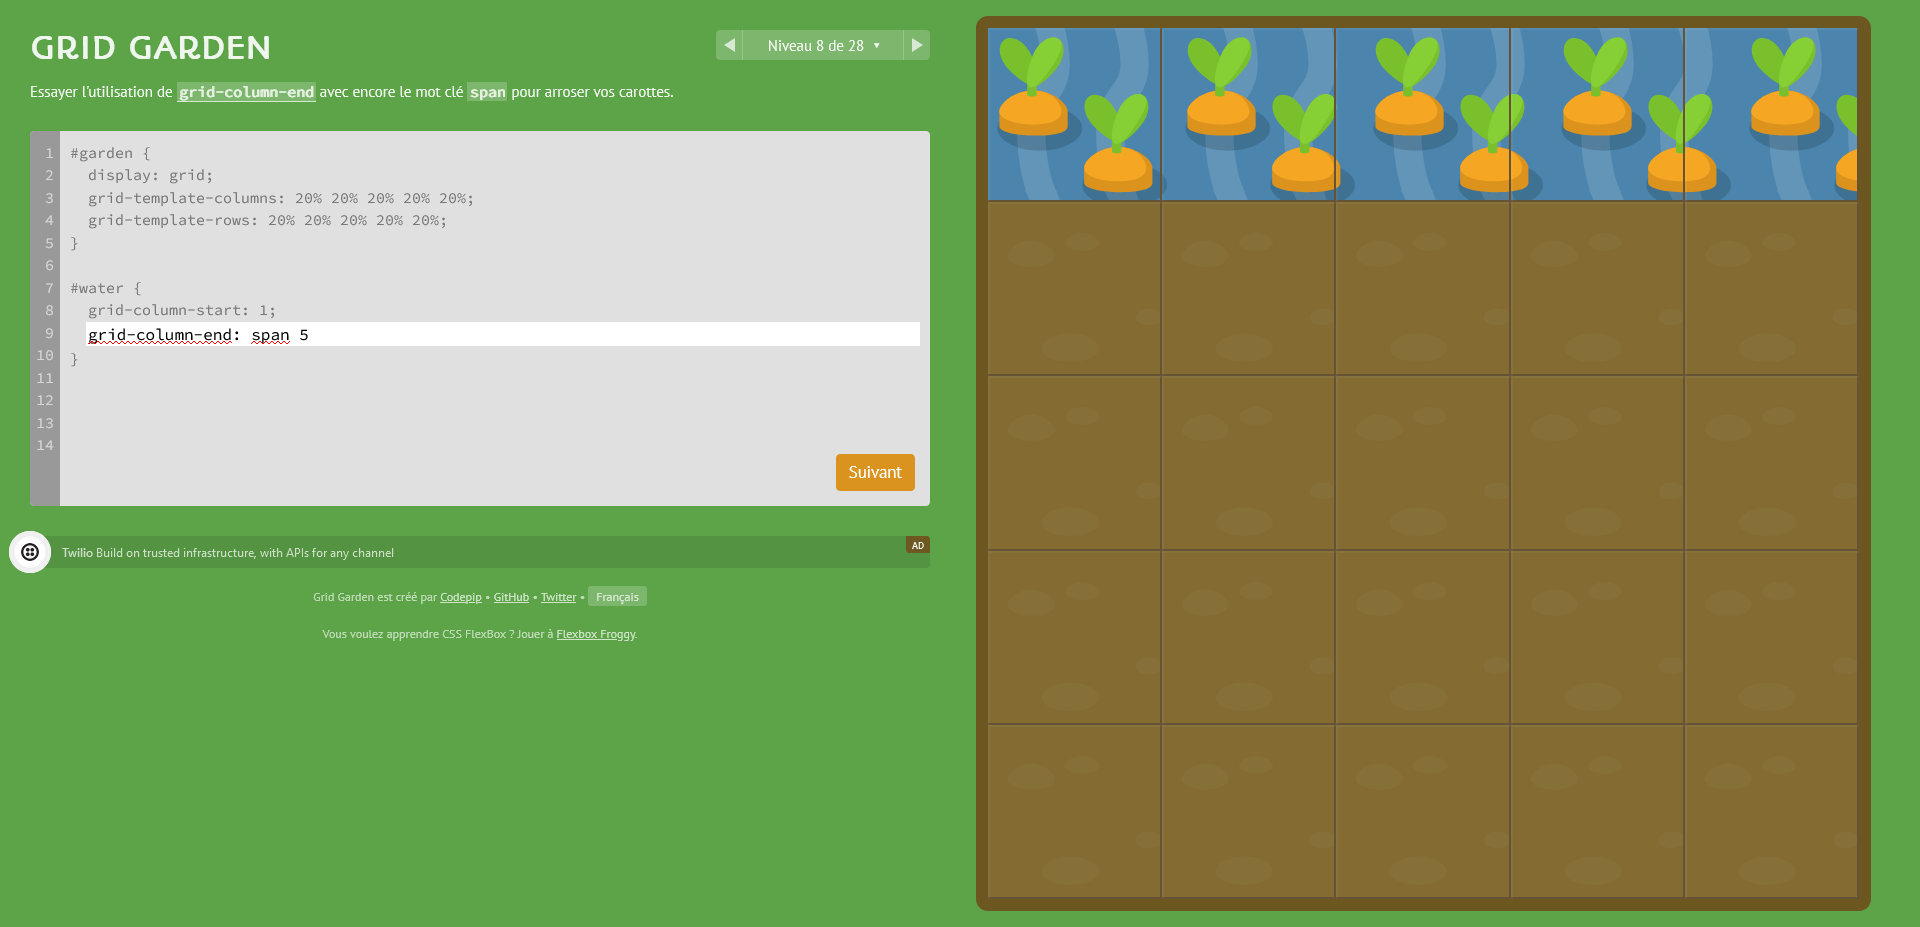 GRID GARDEN
Niveau 8 de 28 ▼
Essayer l'utilisation de grid-column-end avec encore le mot clé span pour arroser vos carottes.
1 #garden {
2 display: grid;
3 grid-template-columns: 20% 20% 20% 20% 20%;
4 grid-template-rows: 20% 20% 20% 20% 20%;
5 }
6
7 #water {
8 grid-column-start: 1;
9 grid-column-end: span 5
10 }
11
12
13
14
Suivant
Twilio Build on trusted infrastructure, with APIs for any channel
AD
Grid Garden est créé par Codepip • GitHub • Twitter • Français
Vous voulez apprendre CSS FlexBox ? Jouer à Flexbox Froggy.